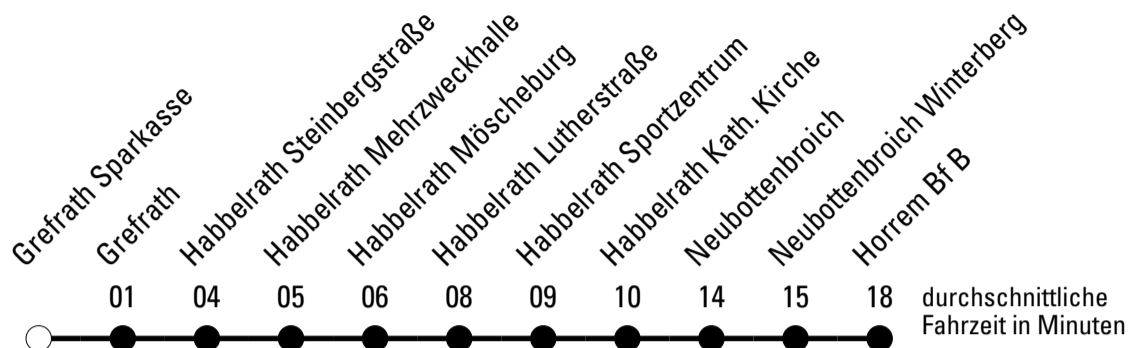 Grefrath Sparkasse
Grefrath
Habbelrath Steinbergstraße
Habbelrath Mehrzweckhalle
Habbelrath Möscheburg
Habbelrath Lutherstraße
Habbelrath Sportzentrum
Habbelrath Kath. Kirche
Neubottenbroich
Neubottenbroich Winterberg
Horrem Bf B
01 04 05 06 08 09 10 14 15 18
durchschnittliche
Fahrzeit in Minuten